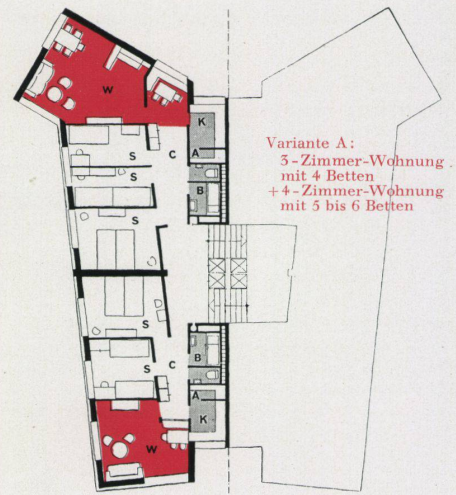 W
K
Variante A:
3-Zimmer-Wohnung
mit 4 Betten
+4-Zimmer-Wohnung
mit 5 bis 6 Betten
S C A
S
B
S
S
B
S C
A
K
W